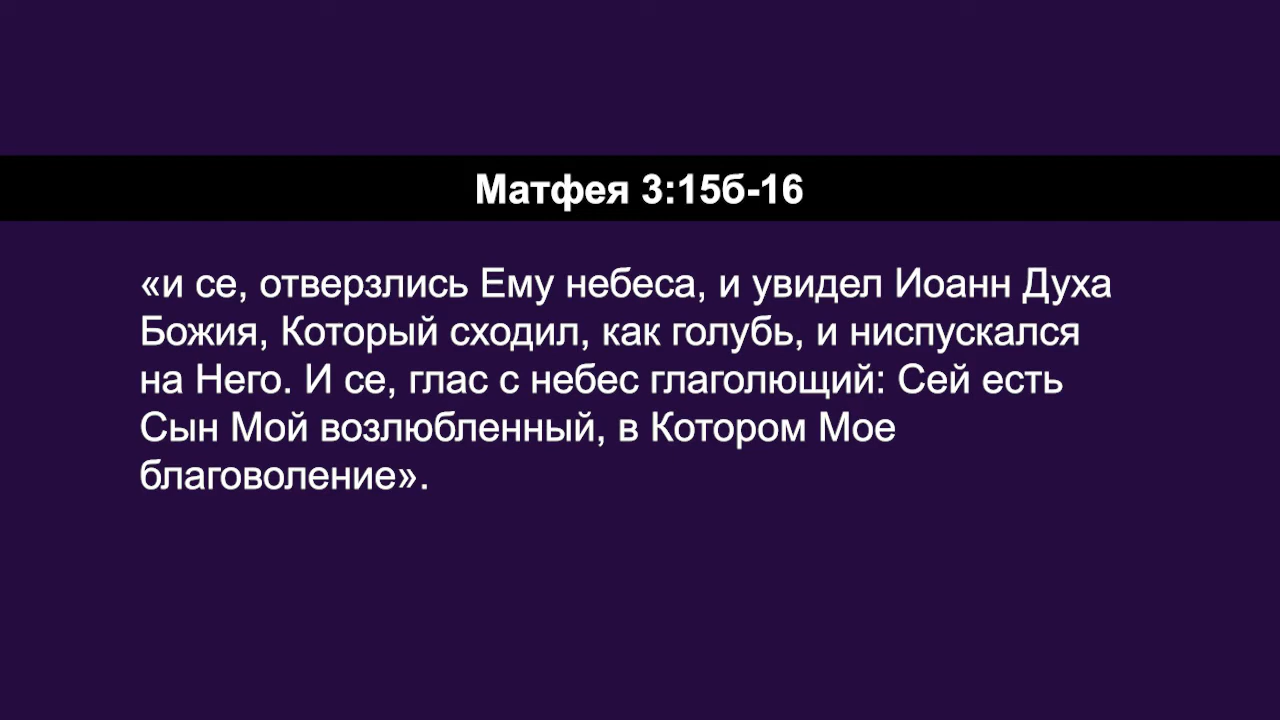 Матфея 3:15б-16
«и се, отверзлись Ему небеса, и увидел Иоанн Духа
Божия, Который сходил, как голубь, и ниспускался
на Него. И се, глас с небес глаголющий: Сей есть
Сын Мой возлюбленный, в Котором Мое
благоволение».